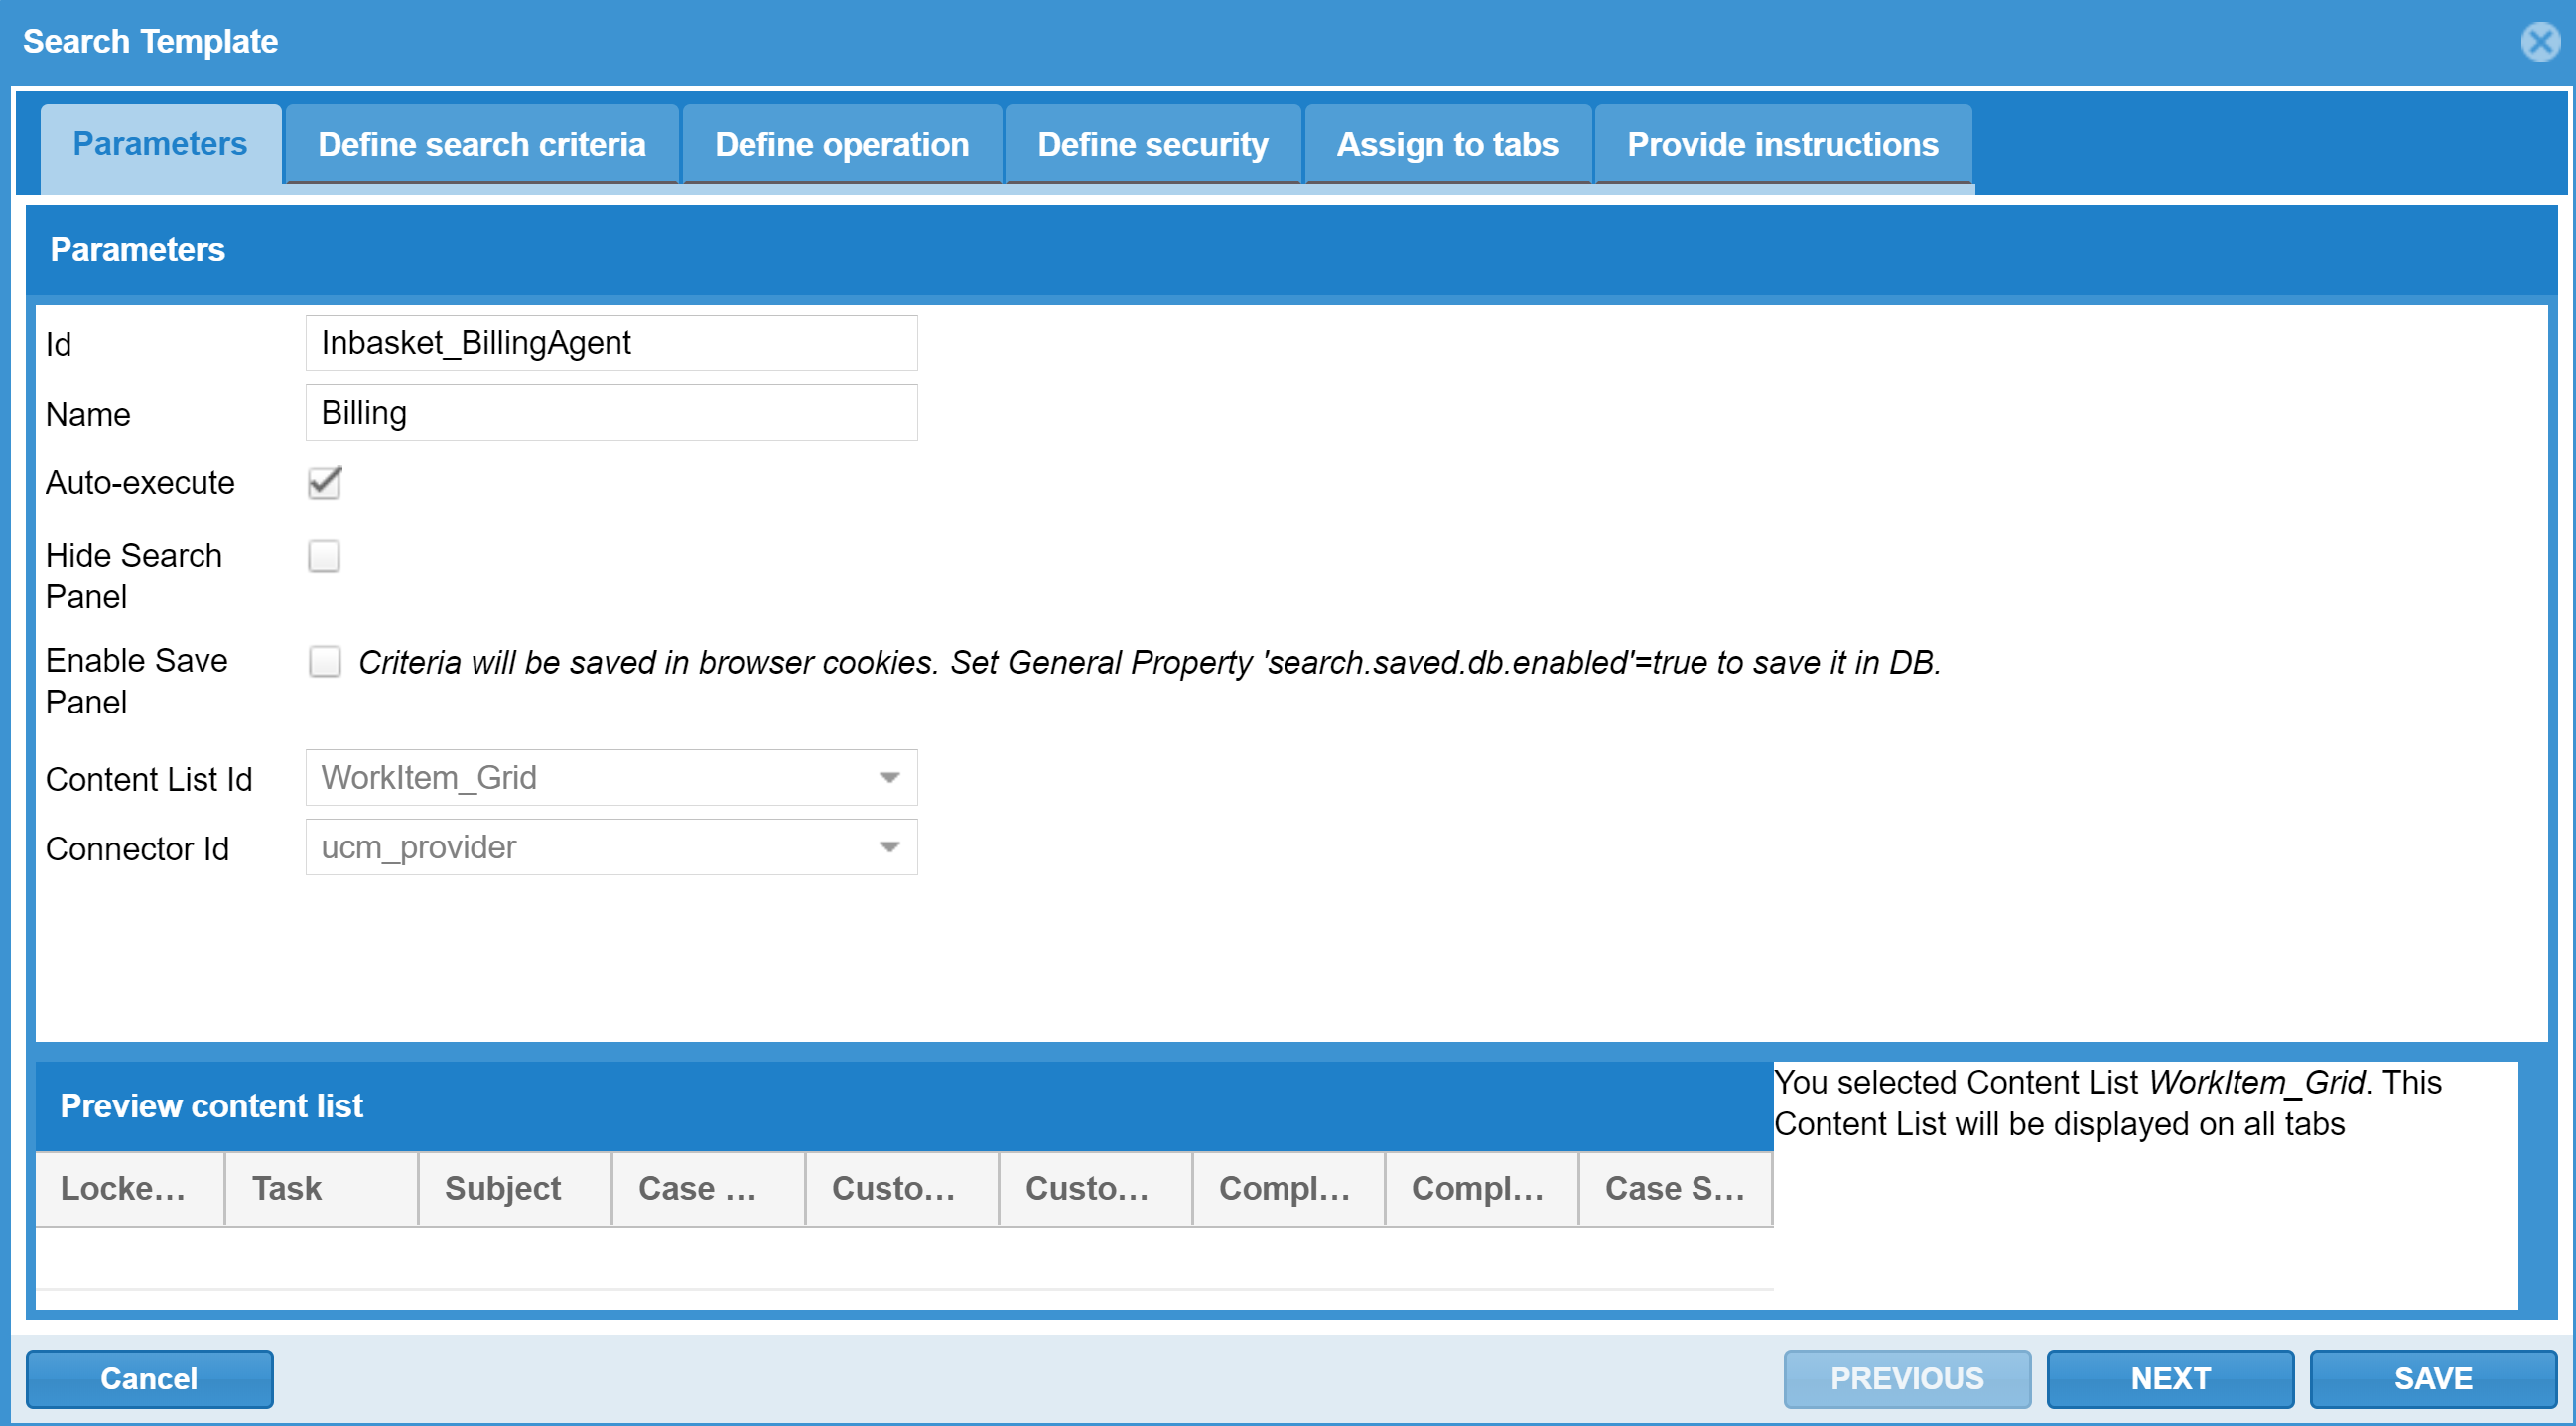 Search Template
Parameters
Define search criteria
Define operation
Define security
Assign to tabs
Provide instructions
Parameters
Id
Inbasket_BillingAgent
Name
Billing
Auto-execute
Hide Search
Panel
Enable Save
Panel
Criteria will be saved in browser cookies. Set General Property 'search.saved.db.enabled'=true to save it in DB.
Content List Id
WorkItem_Grid
Connector Id
ucm_provider
Preview content list
You selected Content List WorkItem_Grid. This
Content List will be displayed on all tabs
Locke...
Task
Subject
Case ...
Custo...
Custo...
Compl...
Compl...
Case S...
Cancel
PREVIOUS
NEXT
SAVE